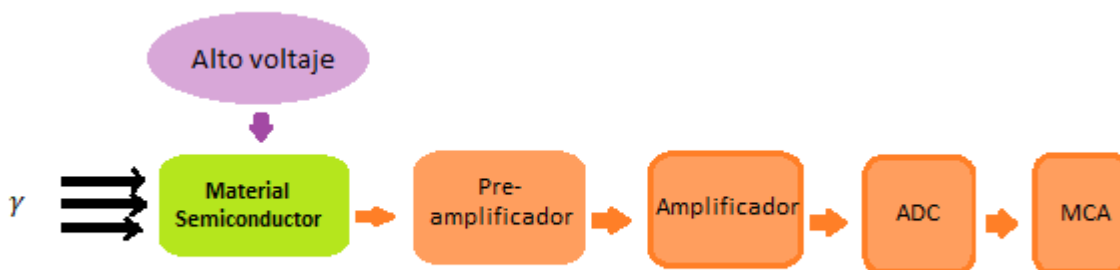 Alto voltaje
γ
Material
Semiconductor
Pre-
amplificador
Amplificador
ADC
MCA